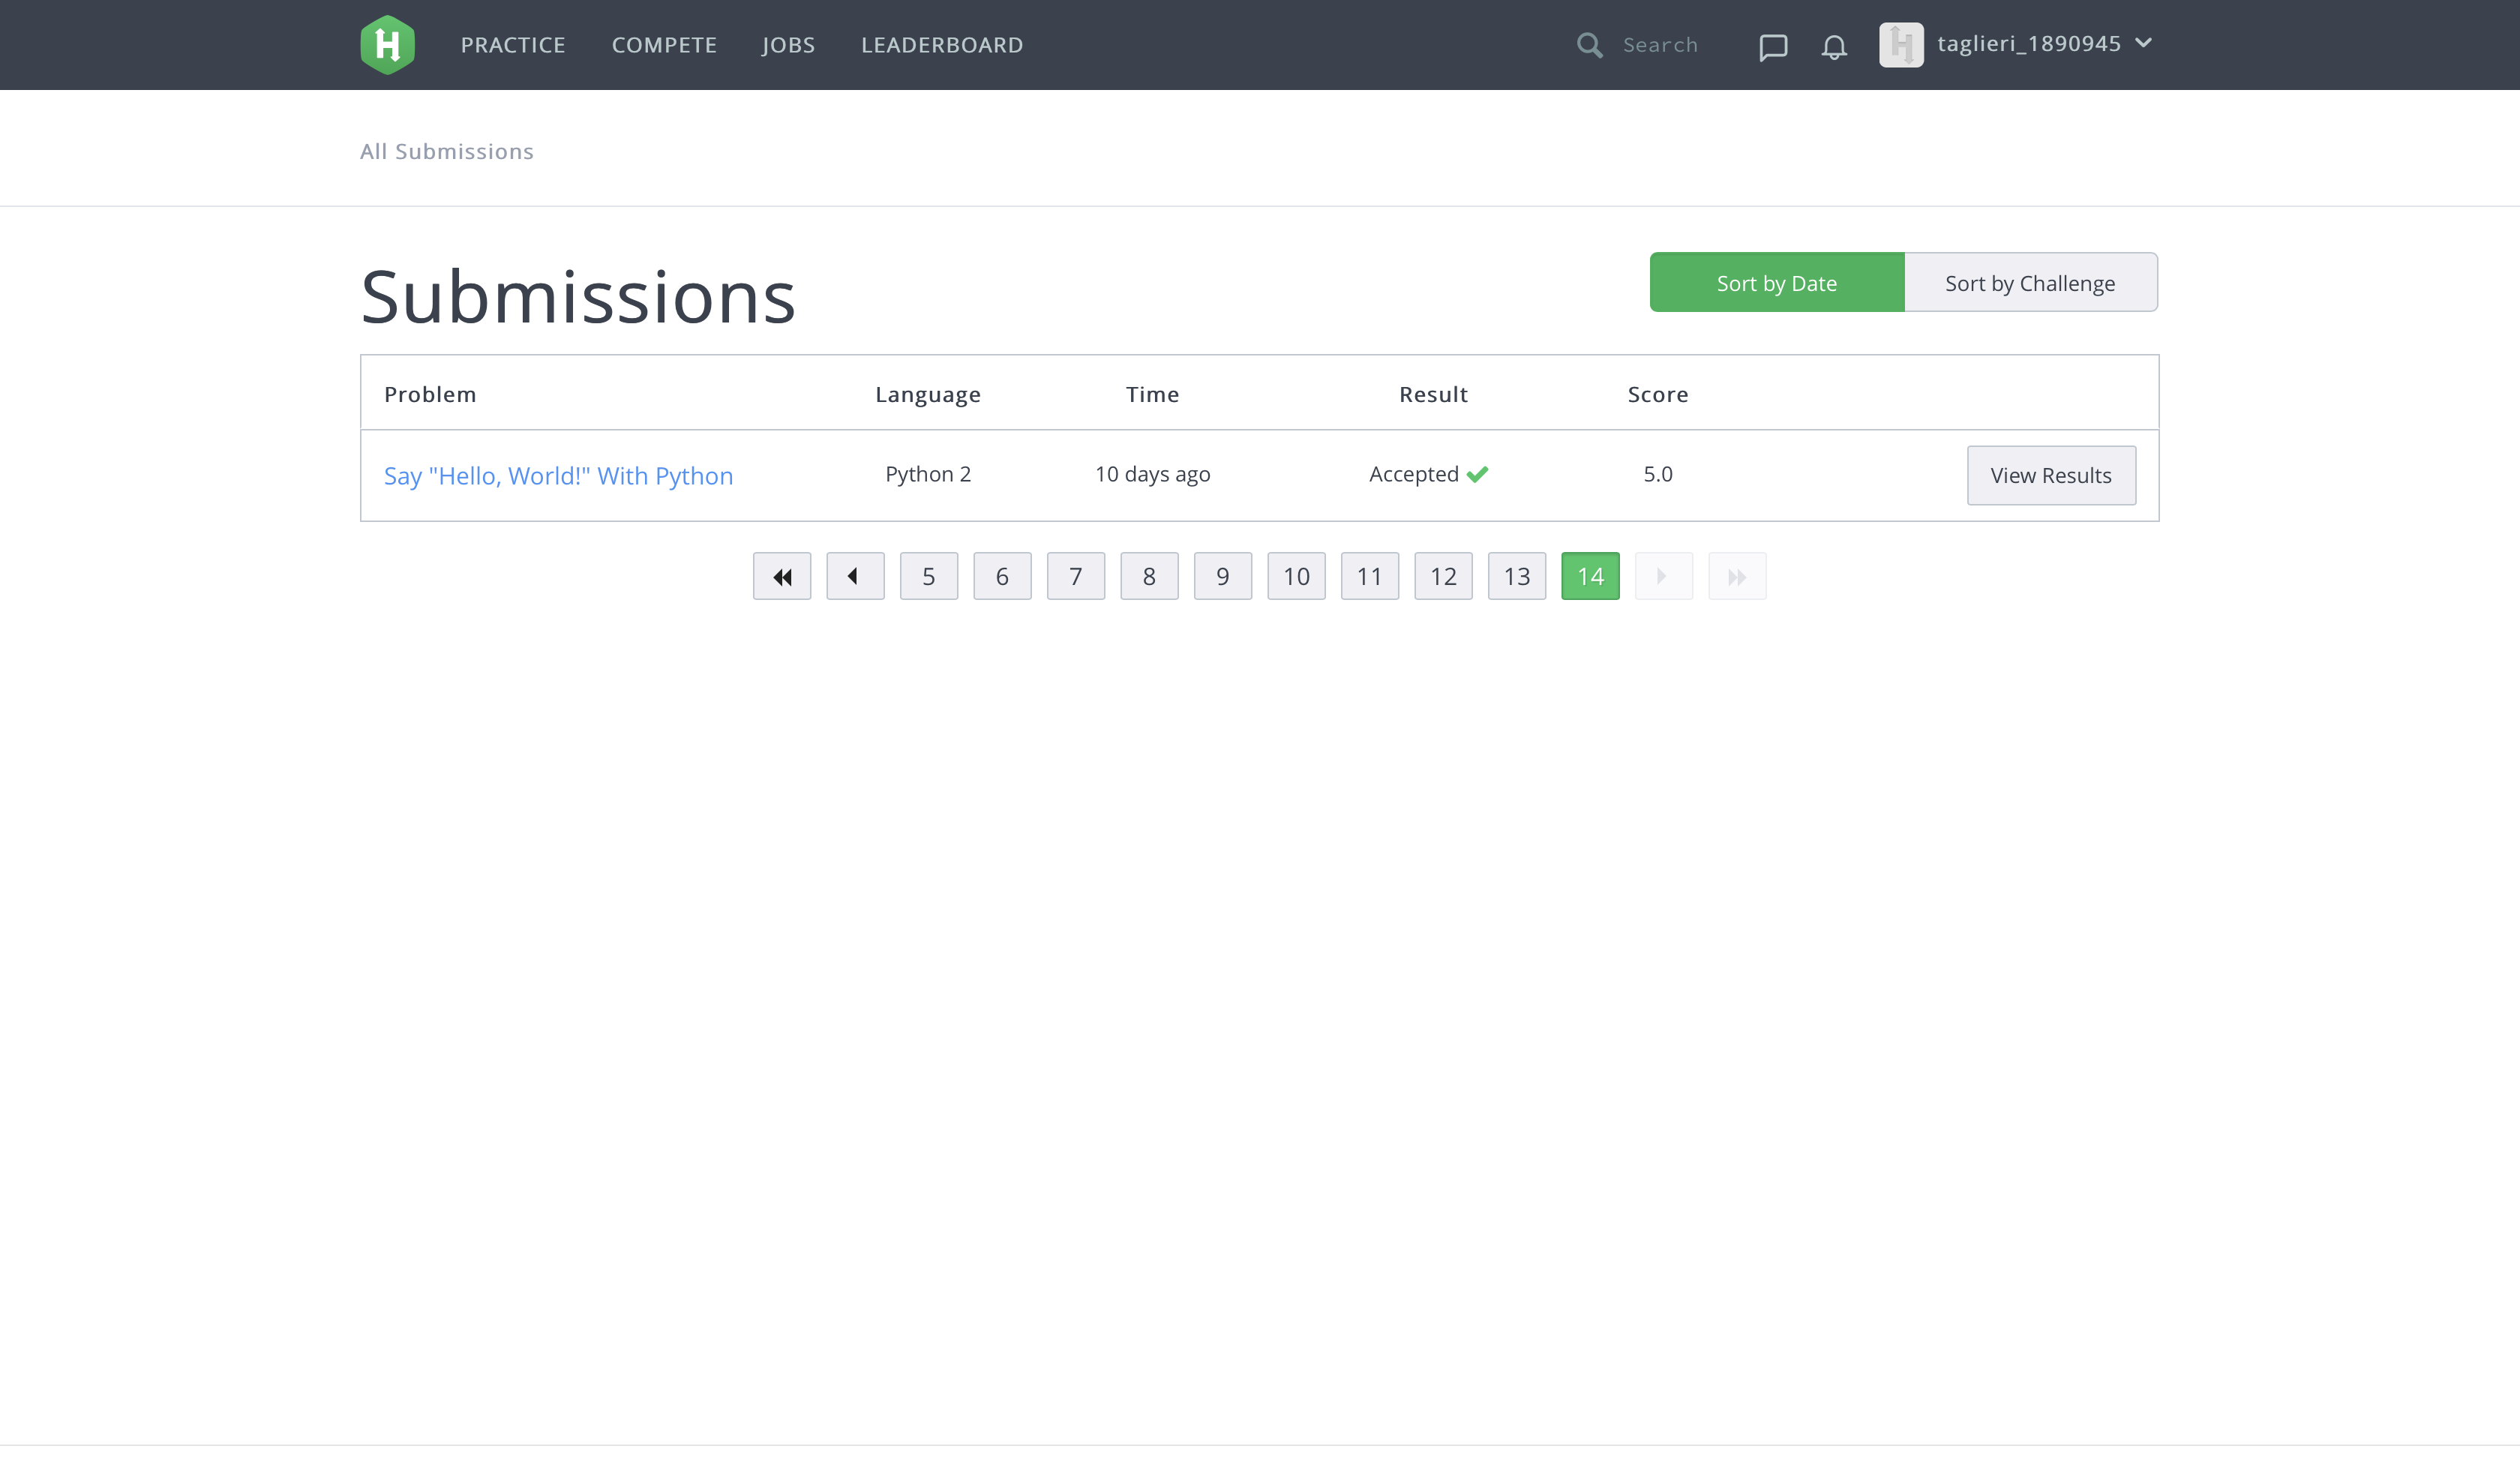 H PRACTICE COMPETE JOBS LEADERBOARD Search H taglieri_1890945
All Submissions
Submissions Sort by Date Sort by Challenge
Problem Language Time Result Score
Say "Hello, World!" With Python Python 2 10 days ago Accepted 5.0 View Results
5 6 7 8 9 10 11 12 13 14